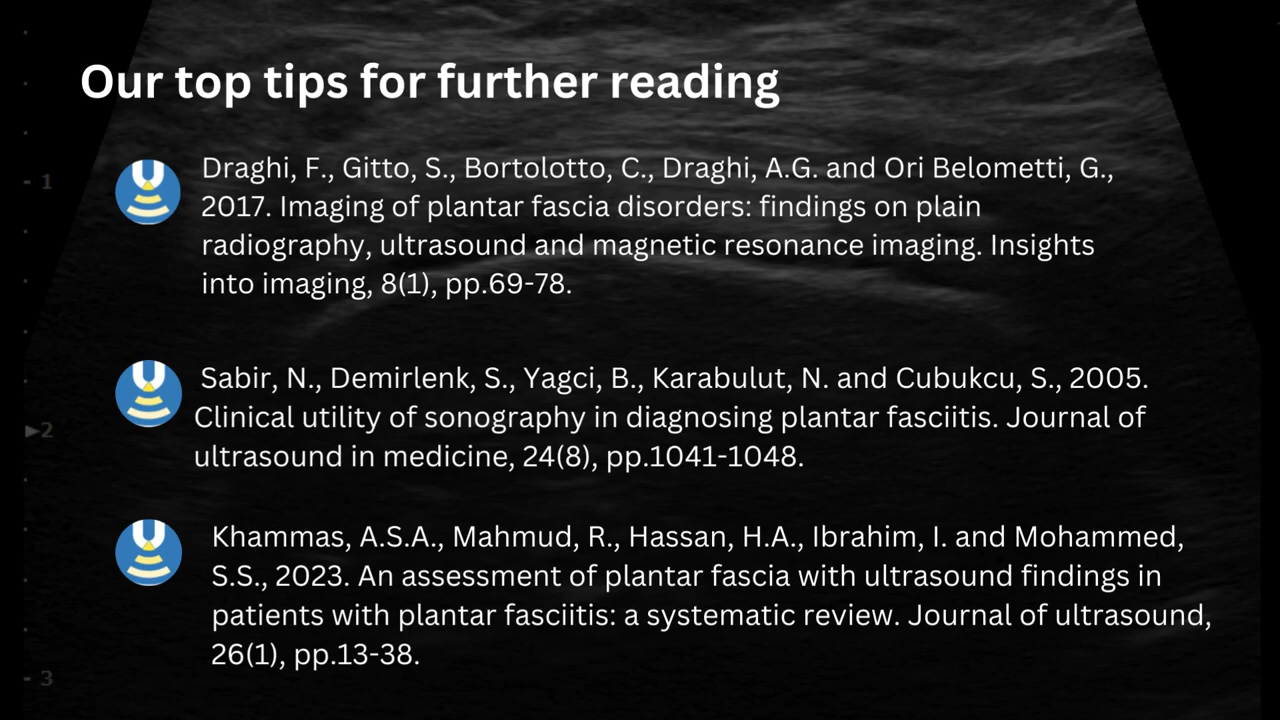 Our top tips for further reading
Draghi, F., Gitto, S., Bortolotto, C., Draghi, A.G. and Ori Belometti, G.,
2017. Imaging of plantar fascia disorders: findings on plain
radiography, ultrasound and magnetic resonance imaging. Insights
into imaging, 8(1), pp.69-78.
- 1
Sabir, N., Demirlenk, S., Yagci, B., Karabulut, N. and Cubukcu, S., 2005.
Clinical utility of sonography in diagnosing plantar fasciitis. Journal of
ultrasound in medicine, 24(8), pp.1041-1048.
2
Khammas, A.S.A., Mahmud, R., Hassan, H.A., Ibrahim, I. and Mohammed,
S.S., 2023. An assessment of plantar fascia with ultrasound findings in
patients with plantar fasciitis: a systematic review. Journal of ultrasound,
26(1), pp.13-38.
- 3